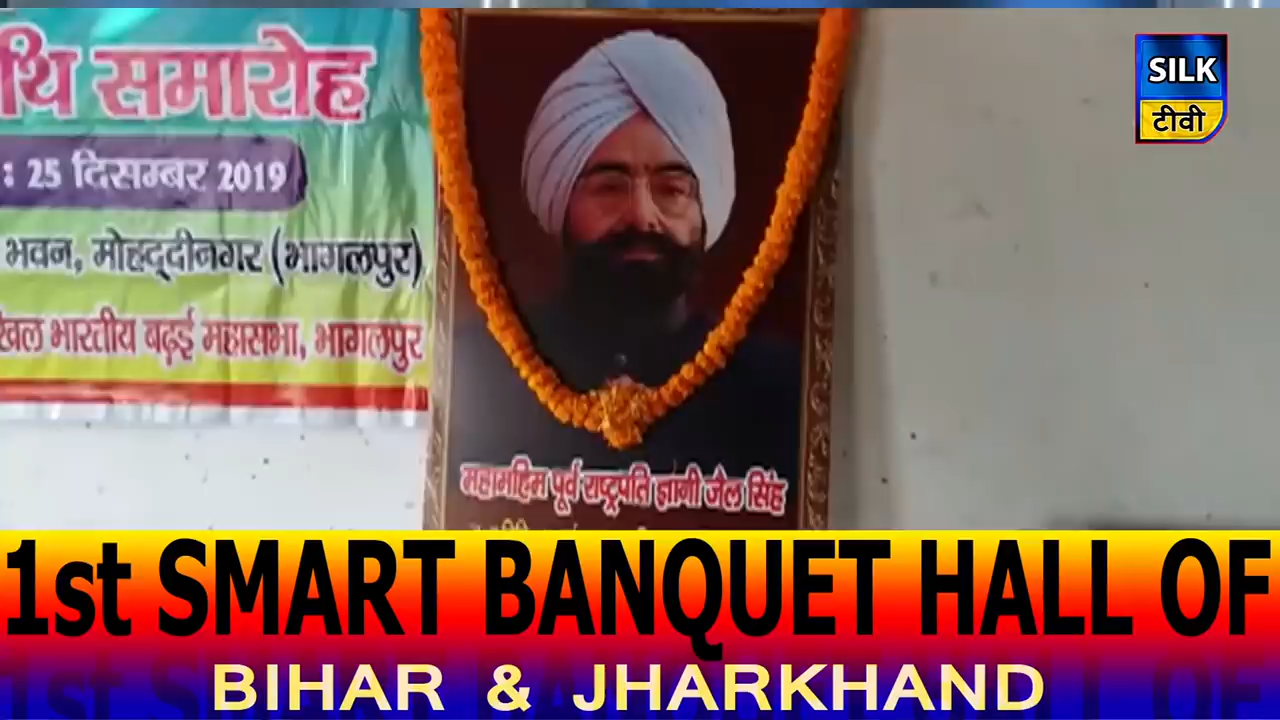 थि समारोह
: 25 दिसम्बर 2019
भवन, मोहद्दीनगर (भागलपुर)
भारतीय बढ़ई महासभा, भागलपुर
महामहिम पूर्व राष्ट्रपति ज्ञानी जैल सिंह
SILK
टीवी
1st SMART BANQUET HALL OF
BIHAR & JHARKHAND